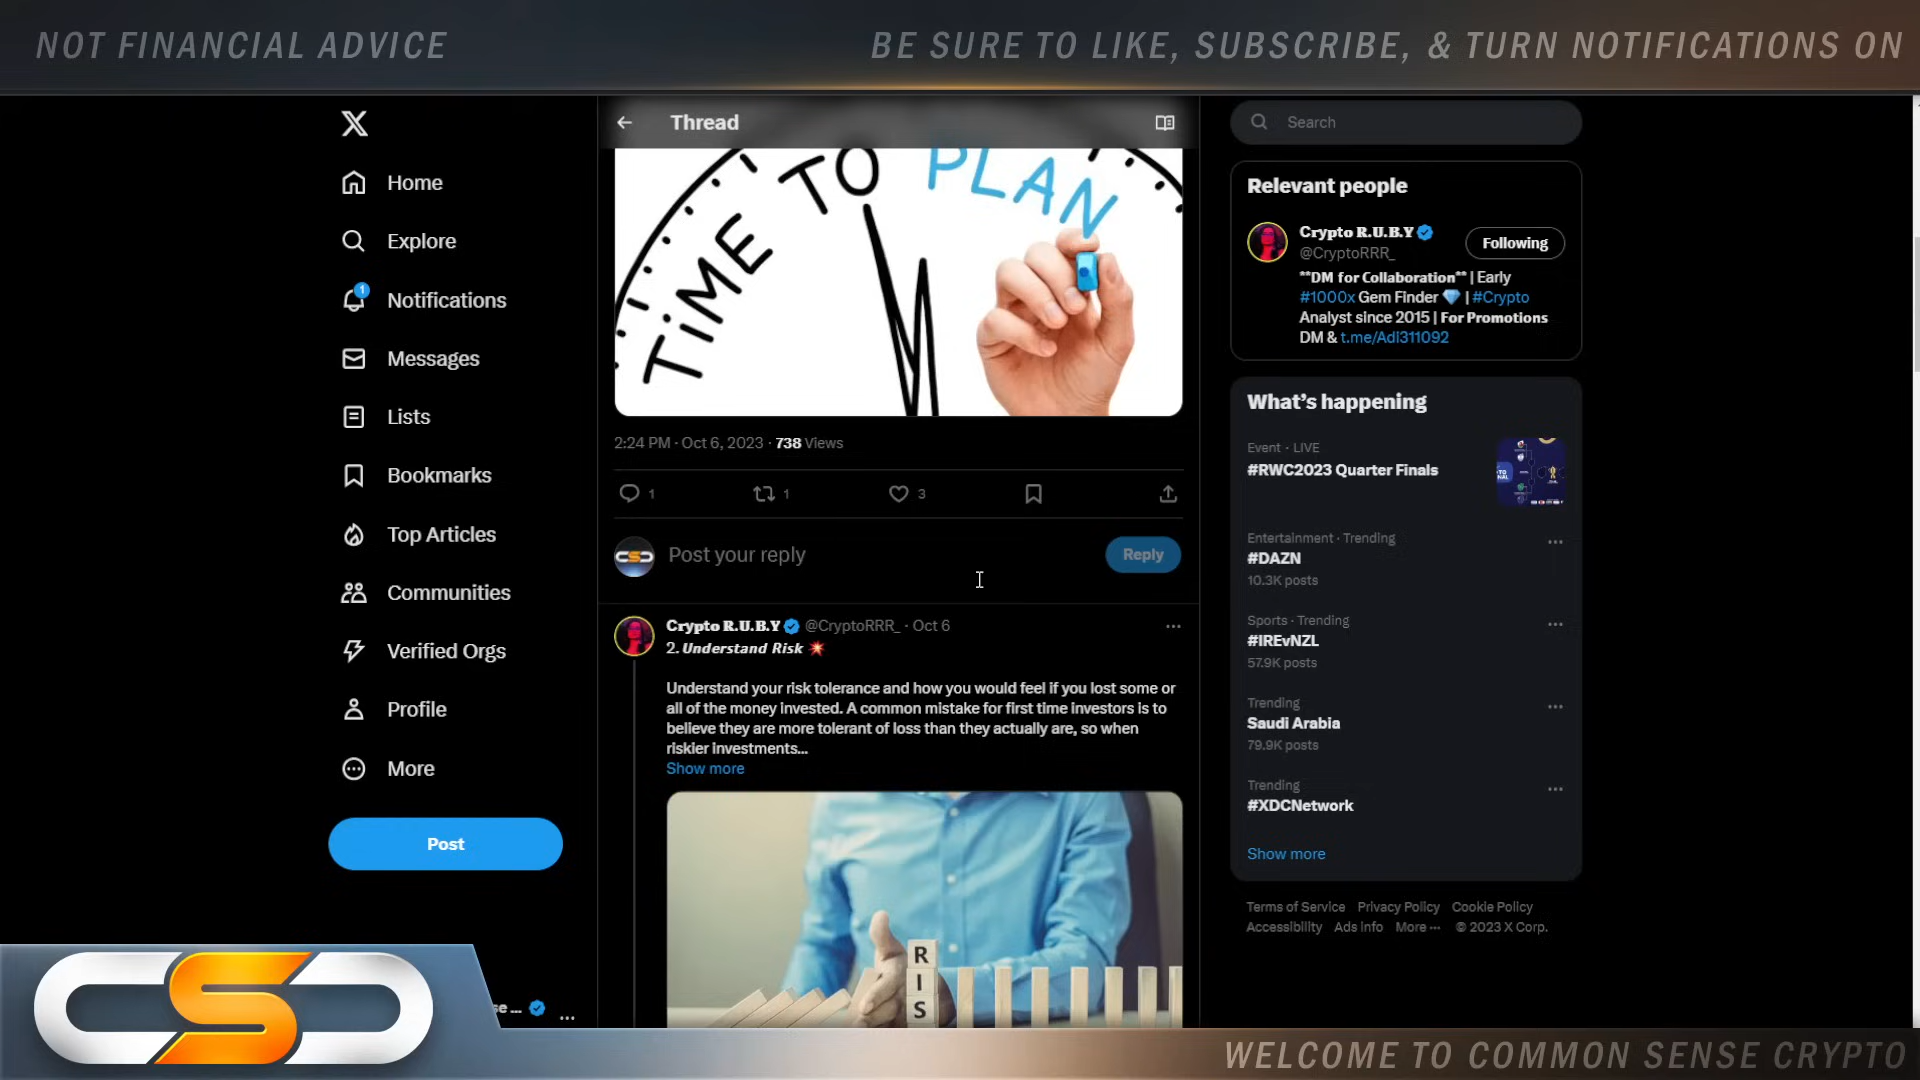 NOT FINANCIAL ADVICE
BE SURE TO LIKE, SUBSCRIBE, & TURN NOTIFICATIONS ON
Home
Explore
1
Notifications
Messages
Lists
Bookmarks
Top Articles
Communities
Verified Orgs
Profile
More
Post
Thread
TIME TO PLAN
2:24 PM · Oct 6, 2023 · 738 Views
1
1
3
Post your reply
Reply
Crypto R.U.B.Y @CryptoRRR_ · Oct 6
2. Understand Risk 💥
Understand your risk tolerance and how you would feel if you lost some or
all of the money invested. A common mistake for first time investors is to
believe they are more tolerant of loss than they actually are, so when
riskier investments...
Show more
R
I
S
Search
Relevant people
Crypto R.U.B.Y
@CryptoRRR_
Following
**DM for Collaboration** | Early
#1000x Gem Finder 💎 | #Crypto
Analyst since 2015 | For Promotions
DM & t.me/Adi311092
What's happening
Event · LIVE
#RWC2023 Quarter Finals
Entertainment · Trending
#DAZN
10.3K posts
Sports · Trending
#IREvNZL
57.9K posts
Trending
Saudi Arabia
79.9K posts
Trending
#XDCNetwork
Show more
Terms of Service Privacy Policy Cookie Policy
Accessibility Ads info More ··· © 2023 X Corp.
CSC
se ...
WELCOME TO COMMON SENSE CRYPTO